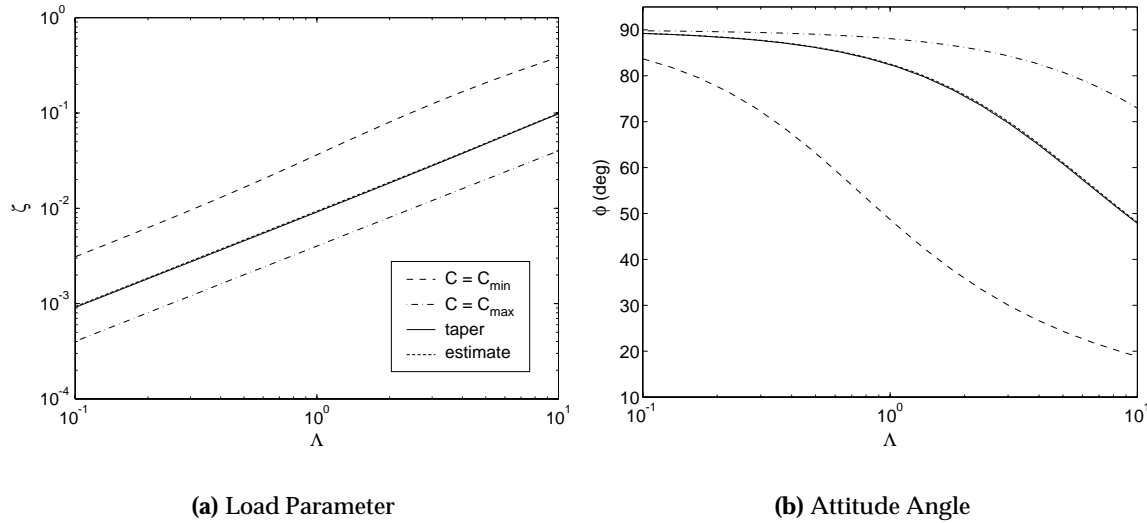 10^0
10^-1
10^-2
10^-3
10^-4
ζ
10^-1
10^0
10^1
Λ
C = C_min
C = C_max
taper
estimate
90
80
70
60
50
40
30
20
10
ϕ (deg)
10^-1
10^0
10^1
Λ
(a) Load Parameter
(b) Attitude Angle